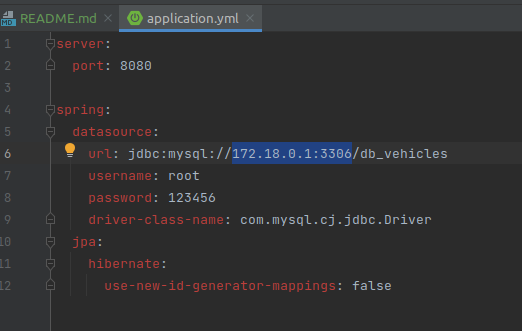 MD README.md × application.yml ×
1 server:
2 port: 8080
3
4 spring:
5 datasource:
6 url: jdbc:mysql://172.18.0.1:3306/db_vehicles
7 username: root
8 password: 123456
9 driver-class-name: com.mysql.cj.jdbc.Driver
10 jpa:
11 hibernate:
12 use-new-id-generator-mappings: false